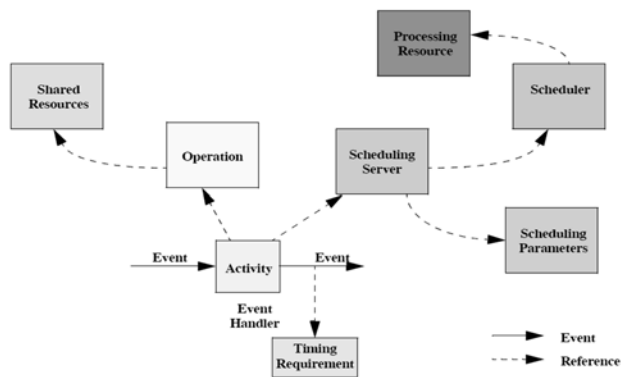 Processing
Resource
Shared
Resources
Scheduler
Operation
Scheduling
Server
Scheduling
Parameters
Event
Activity
Event
Event
Handler
Timing
Requirement
Event
Reference